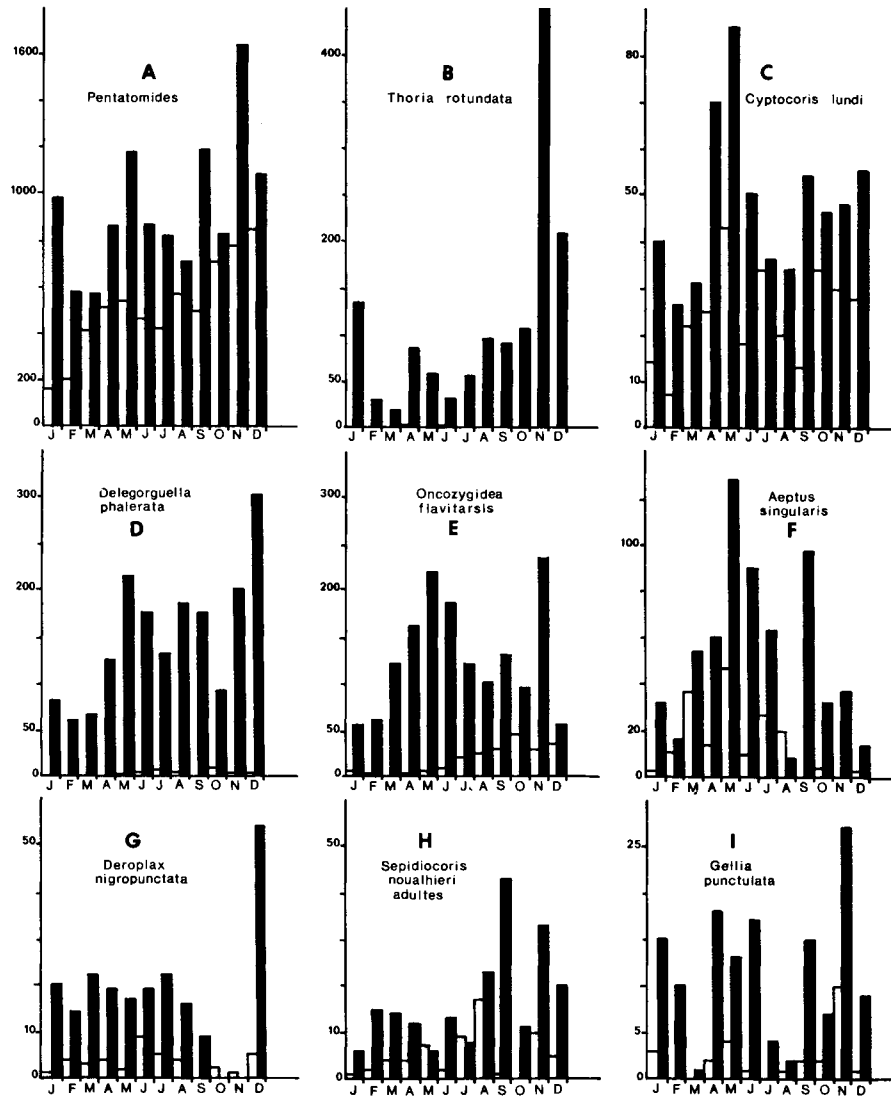 A
Pentatomides
1600
1000
200
0
J F M A M J J A S O N D
B
Thoria rotundata
400
200
50
0
J F M A M J J A S O N D
C
Cyptocoris lundi
80
50
10
0
J F M A M J J A S O N D
Delegorguella
phalerata
D
300
200
50
0
J F M A M J J A S O N D
Oncozygidea
flavitarsis
E
300
200
50
0
J F M A M J J A S O N D
Aeptus
singularis
F
100
20
0
J F M A M J J A S O N D
G
Deroplax
nigropunctata
50
10
0
J F M A M J J A S O N D
H
Sepidiocoris
noualhieri
adultes
50
10
0
J F M A M J J A S O N D
I
Gellia
punctulata
25
5
0
J F M A M J J A S O N D